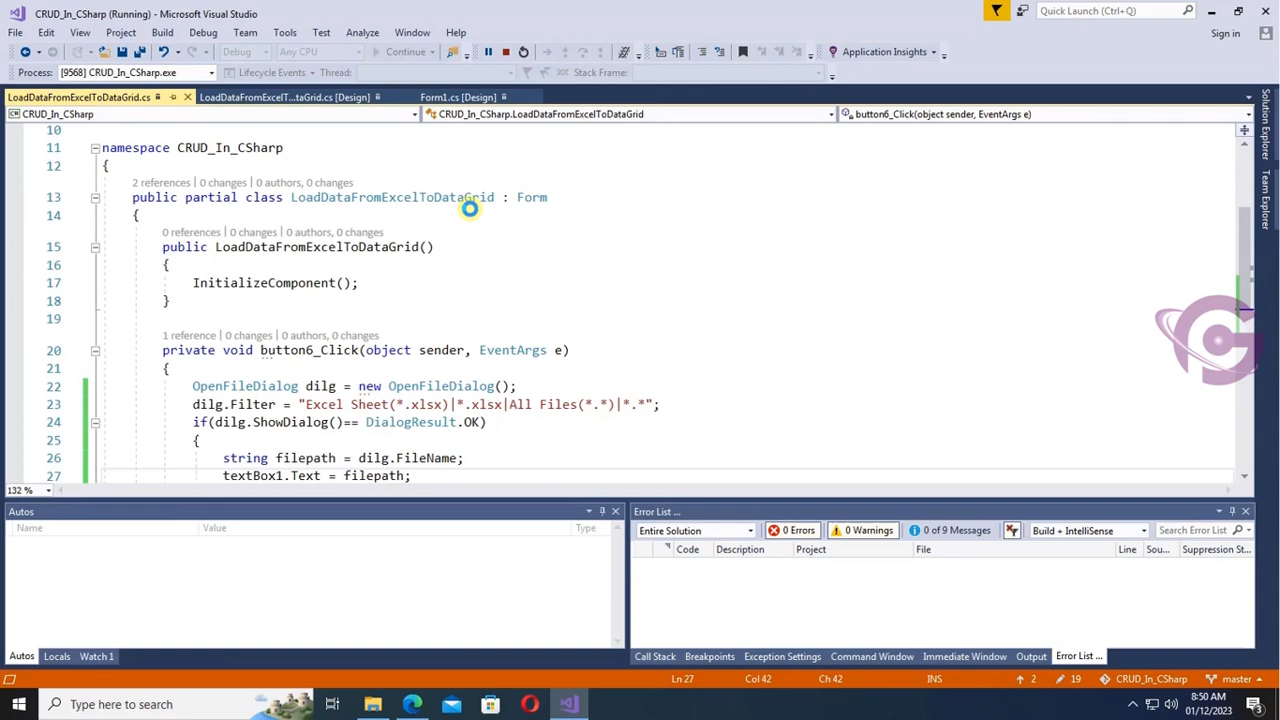 CRUD_In_CSharp (Running) - Microsoft Visual Studio
Quick Launch (Ctrl+Q)
File Edit View Project Build Debug Team Tools Test Analyze Window Help
Sign in
Debug Any CPU Continue Application Insights
Process: [9568] CRUD_In_CSharp.exe Lifecycle Events Thread: Stack Frame:
LoadDataFromExcelToDataGrid.cs LoadDataFromExcelT...taGrid.cs [Design] Form1.cs [Design]
CRUD_In_CSharp CRUD_In_CSharp.LoadDataFromExcelToDataGrid button6_Click(object sender, EventArgs e)
Solution Explorer
Team Explorer
10
11 namespace CRUD_In_CSharp
12 {
2 references | 0 changes | 0 authors, 0 changes
13 public partial class LoadDataFromExcelToDataGrid : Form
14 {
0 references | 0 changes | 0 authors, 0 changes
15 public LoadDataFromExcelToDataGrid()
16 {
17 InitializeComponent();
18 }
19
1 reference | 0 changes | 0 authors, 0 changes
20 private void button6_Click(object sender, EventArgs e)
21 {
22 OpenFileDialog dilg = new OpenFileDialog();
23 dilg.Filter = "Excel Sheet(*.xlsx)|*.xlsx|All Files(*.*)|*.*";
24 if(dilg.ShowDialog()== DialogResult.OK)
25 {
26 string filepath = dilg.FileName;
27 textBox1.Text = filepath;
132 %
Autos
Name Value Type
Error List ...
Entire Solution 0 Errors 0 Warnings 0 of 9 Messages Build + IntelliSense Search Error List
Code Description Project File Line Sou... Suppression St...
Autos Locals Watch 1
Call Stack Breakpoints Exception Settings Command Window Immediate Window Output Error List ...
Ln 27 Col 42 Ch 42 INS 2 19 CRUD_In_CSharp master
Type here to search
8:50 AM
01/12/2023
3